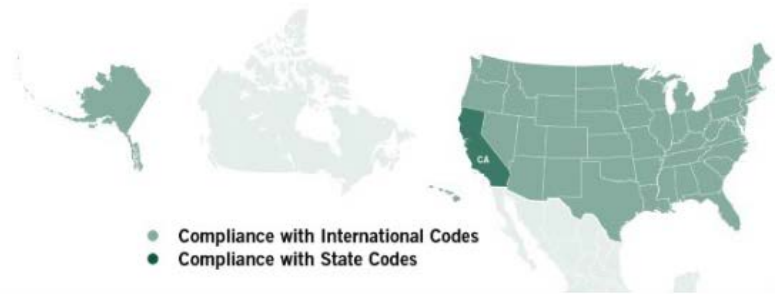 CA
Compliance with International Codes
Compliance with State Codes